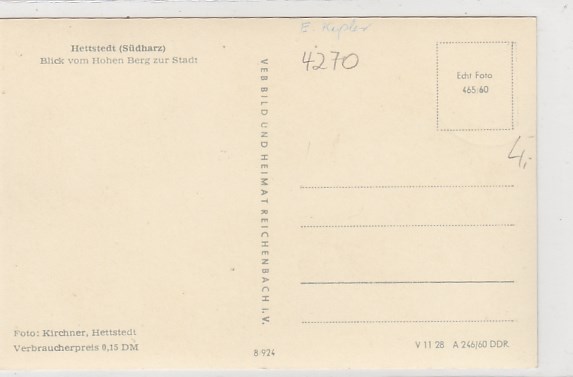 Hettstedt (Südharz)
Blick vom Hohen Berg zur Stadt
Foto: Kirchner, Hettstedt
Verbraucherpreis 0,15 DM
VEB BILD UND HEIMAT REICHENBACH I.V.
8 924
E. Kepler
4270
Echt Foto
465/60
4,-
V 11 28 A 246/60 DDR